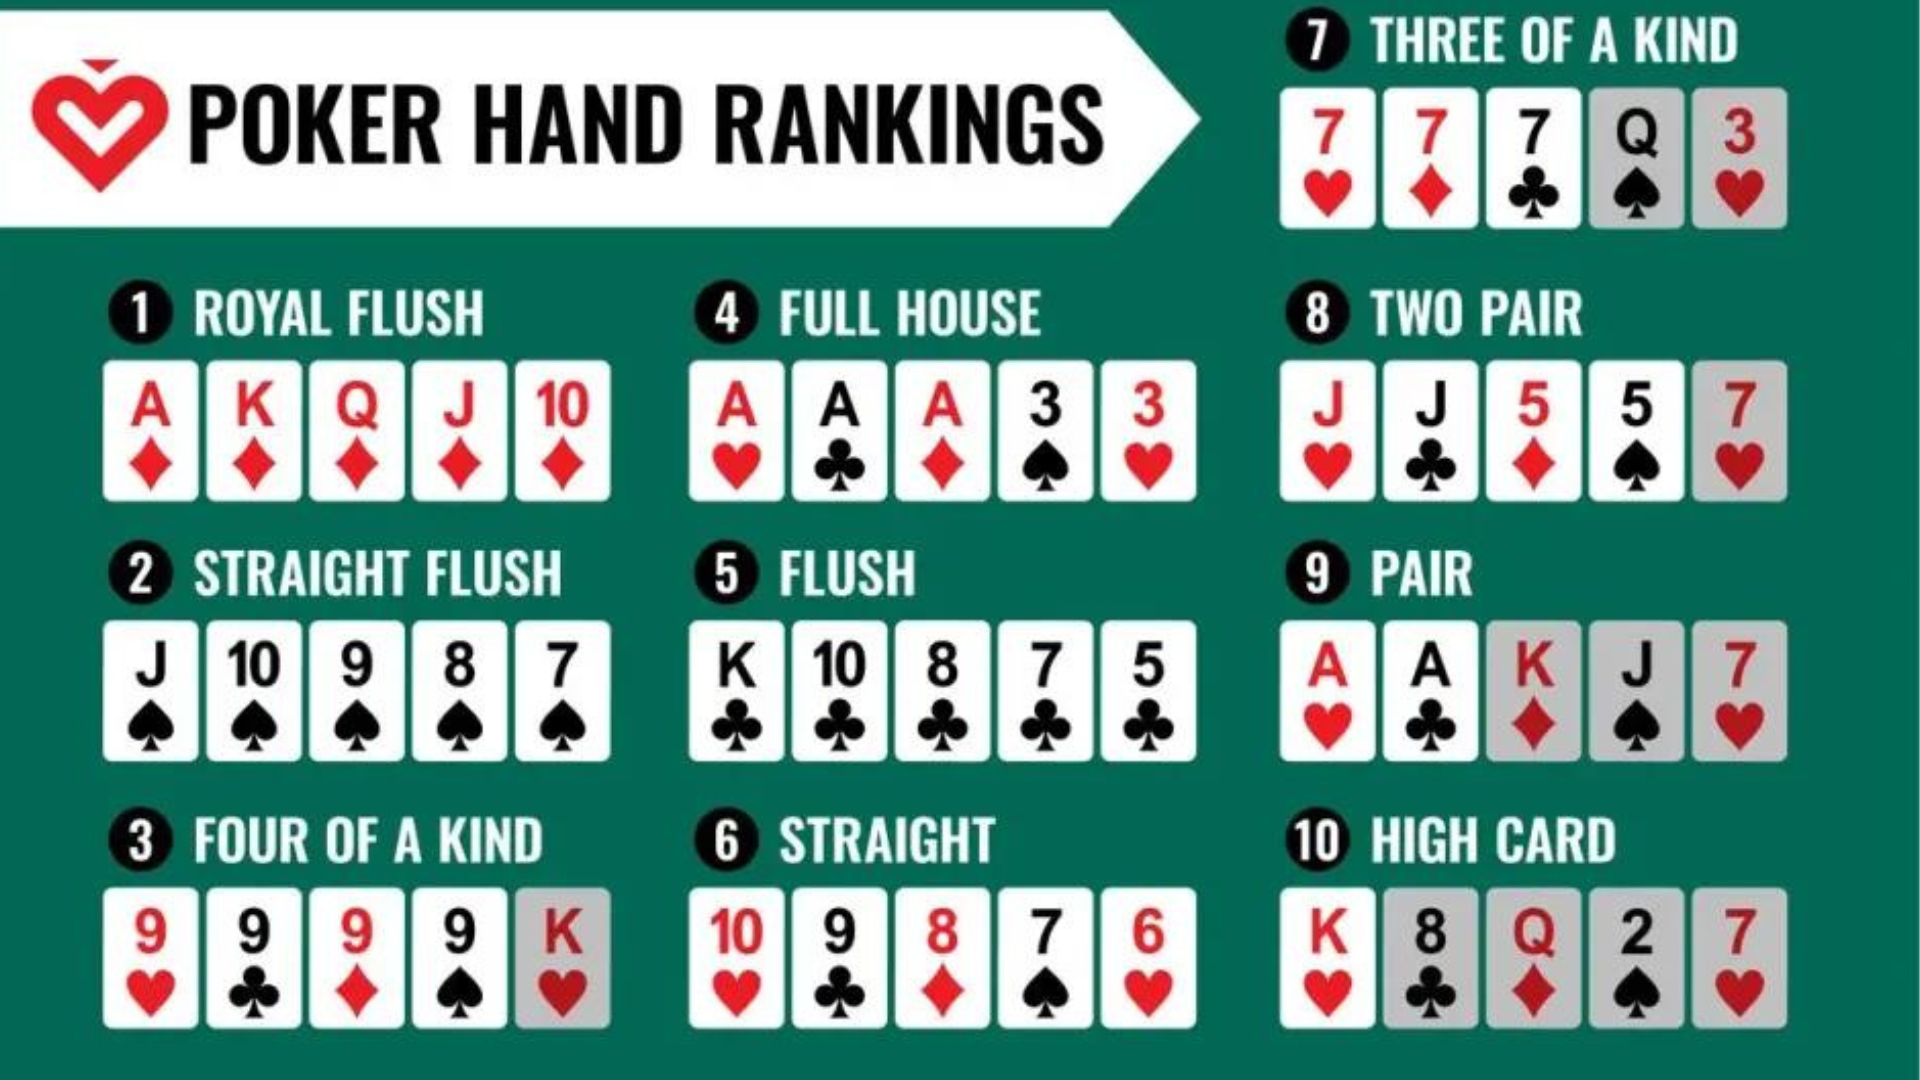 POKER HAND RANKINGS
1 ROYAL FLUSH
A K Q J 10
2 STRAIGHT FLUSH
J 10 9 8 7
3 FOUR OF A KIND
9 9 9 9 K
4 FULL HOUSE
A A A 3 3
5 FLUSH
K 10 8 7 5
6 STRAIGHT
10 9 8 7 6
7 THREE OF A KIND
7 7 7 Q 3
8 TWO PAIR
J J 5 5 7
9 PAIR
A A K J 7
10 HIGH CARD
K 8 Q 2 7